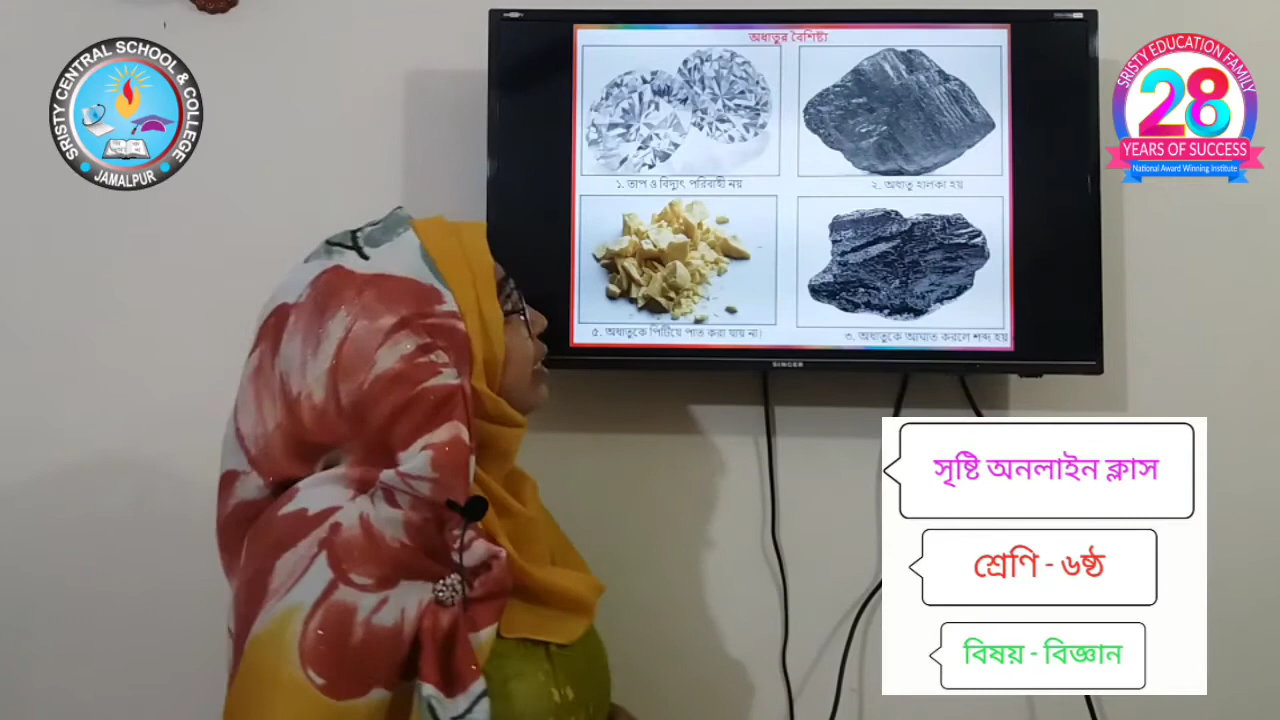 SRISTY CENTRAL SCHOOL & COLLEGE
JAMALPUR
অধাতুর বৈশিষ্ট্য
১. তাপ ও বিদ্যুৎ পরিবাহী নয়
২. অধাতু হালকা হয়
৫. অধাতুকে পিটিয়ে পাত করা যায় না।
৩. অধাতুকে আঘাত করলে শব্দ হয়
SINGER
SRISTY EDUCATION FAMILY
28
YEARS OF SUCCESS
National Award Winning Institute
সৃষ্টি অনলাইন ক্লাস
শ্রেণি - ৬ষ্ঠ
বিষয় - বিজ্ঞান